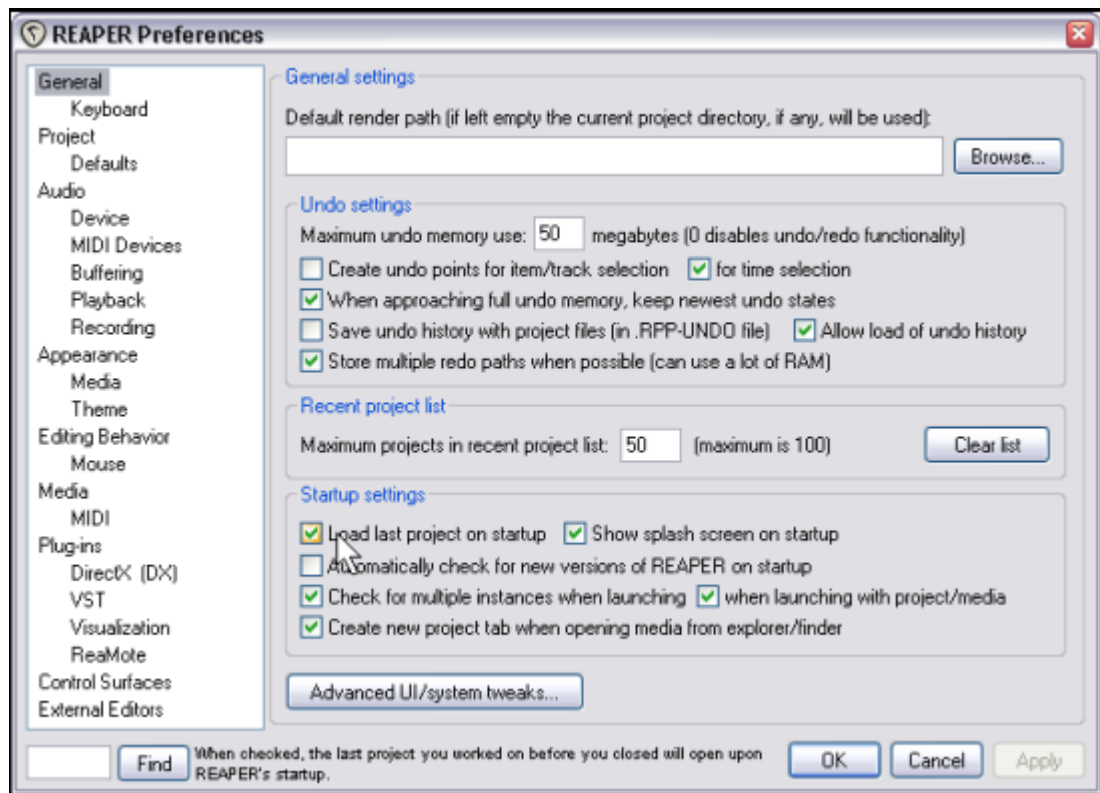 REAPER Preferences
General
Keyboard
Project
Defaults
Audio
Device
MIDI Devices
Buffering
Playback
Recording
Appearance
Media
Theme
Editing Behavior
Mouse
Media
MIDI
Plug-ins
DirectX (DX)
VST
Visualization
ReaMote
Control Surfaces
External Editors
General settings
Default render path (if left empty the current project directory, if any, will be used):
Browse...
Undo settings
Maximum undo memory use: 50 megabytes (0 disables undo/redo functionality)
Create undo points for item/track selection for time selection
When approaching full undo memory, keep newest undo states
Save undo history with project files (in .RPP-UNDO file) Allow load of undo history
Store multiple redo paths when possible (can use a lot of RAM)
Recent project list
Maximum projects in recent project list: 50 (maximum is 100) Clear list
Startup settings
Load last project on startup Show splash screen on startup
Automatically check for new versions of REAPER on startup
Check for multiple instances when launching when launching with project/media
Create new project tab when opening media from explorer/finder
Advanced UI/system tweaks...
Find
When checked, the last project you worked on before you closed will open upon
REAPER's startup.
OK Cancel Apply